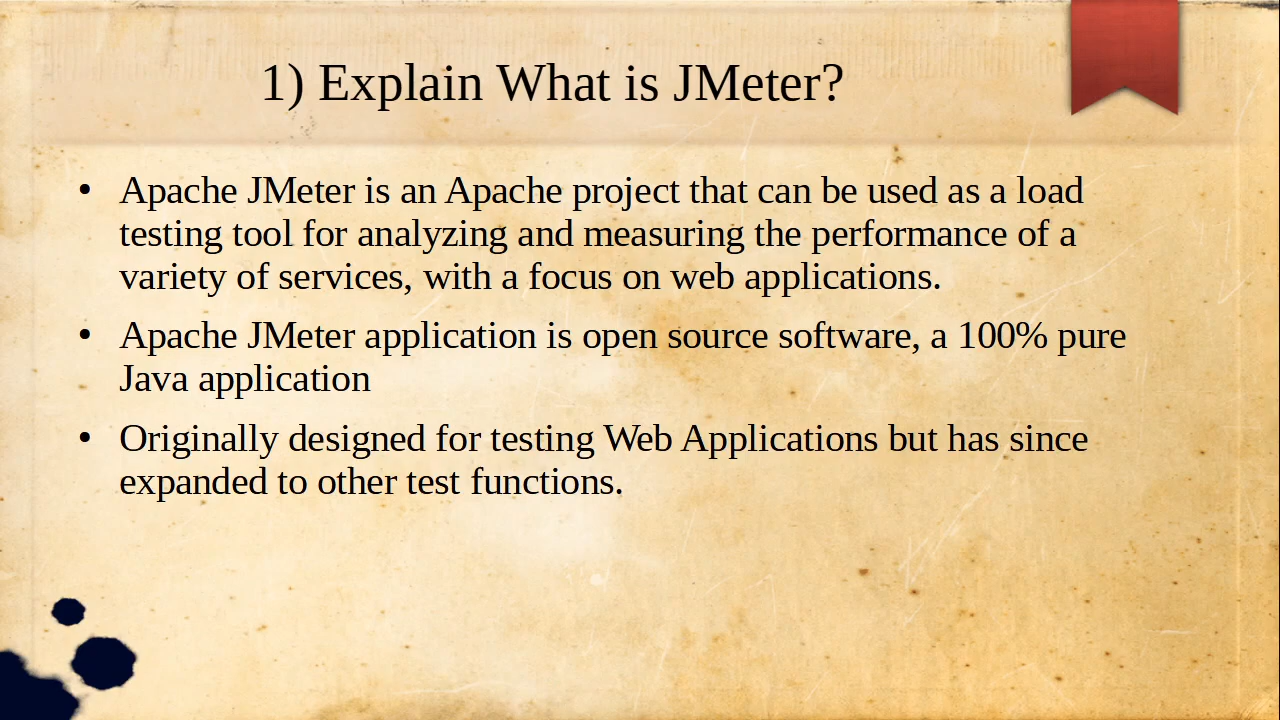 1) Explain What is JMeter?
• Apache JMeter is an Apache project that can be used as a load
testing tool for analyzing and measuring the performance of a
variety of services, with a focus on web applications.
• Apache JMeter application is open source software, a 100% pure
Java application
• Originally designed for testing Web Applications but has since
expanded to other test functions.